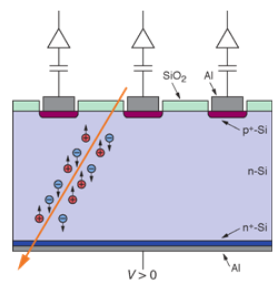 SiO₂
Al
p⁺-Si
n-Si
n⁺-Si
Al
V > 0